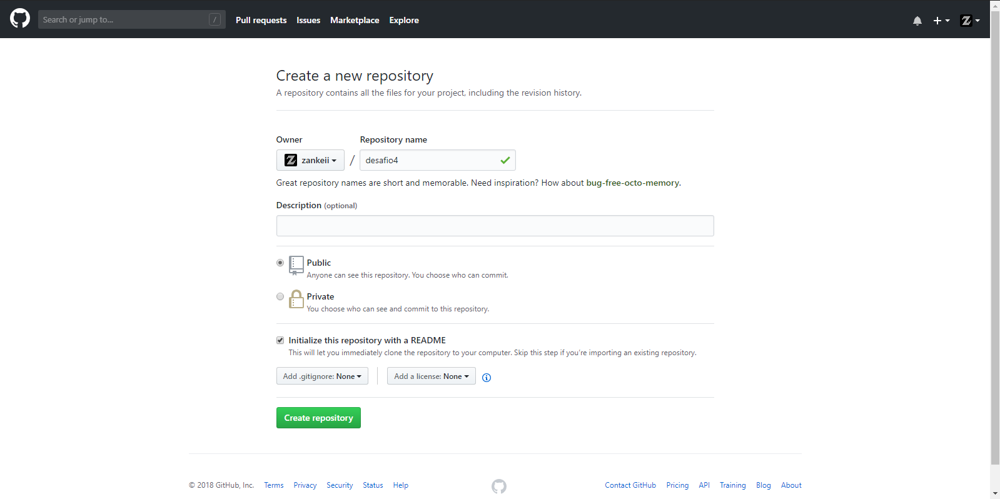 Search or jump to... / Pull requests Issues Marketplace Explore
Create a new repository
A repository contains all the files for your project, including the revision history.
Owner Repository name
zankeii / desafio4
Great repository names are short and memorable. Need inspiration? How about bug-free-octo-memory.
Description (optional)
Public
Anyone can see this repository. You choose who can commit.
Private
You choose who can see and commit to this repository.
Initialize this repository with a README
This will let you immediately clone the repository to your computer. Skip this step if you’re importing an existing repository.
Add .gitignore: None Add a license: None
Create repository
© 2018 GitHub, Inc. Terms Privacy Security Status Help Contact GitHub Pricing API Training Blog About